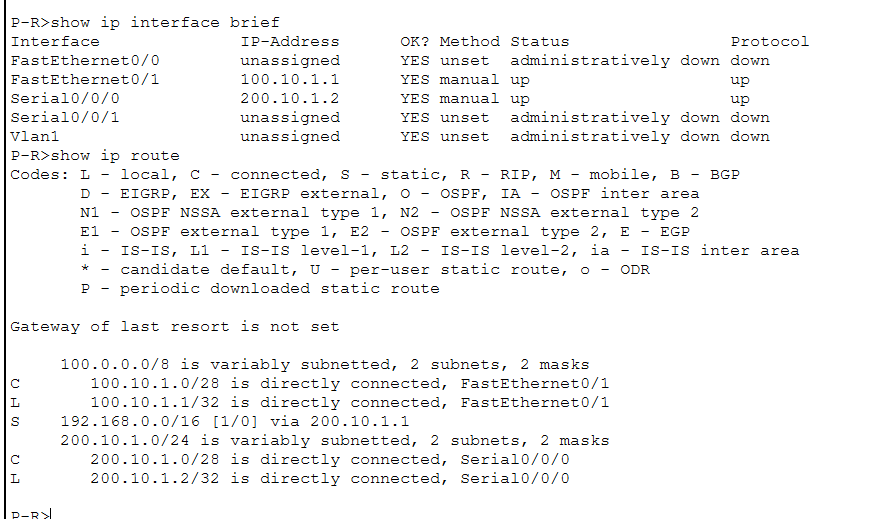 P-R>show ip interface brief
Interface              IP-Address      OK? Method Status                Protocol
FastEthernet0/0        unassigned      YES unset  administratively down down
FastEthernet0/1        100.10.1.1      YES manual up                    up
Serial0/0/0            200.10.1.2      YES manual up                    up
Serial0/0/1            unassigned      YES unset  administratively down down
Vlan1                  unassigned      YES unset  administratively down down
P-R>show ip route
Codes: L - local, C - connected, S - static, R - RIP, M - mobile, B - BGP
       D - EIGRP, EX - EIGRP external, O - OSPF, IA - OSPF inter area
       N1 - OSPF NSSA external type 1, N2 - OSPF NSSA external type 2
       E1 - OSPF external type 1, E2 - OSPF external type 2, E - EGP
       i - IS-IS, L1 - IS-IS level-1, L2 - IS-IS level-2, ia - IS-IS inter area
       * - candidate default, U - per-user static route, o - ODR
       P - periodic downloaded static route

Gateway of last resort is not set

     100.0.0.0/8 is variably subnetted, 2 subnets, 2 masks
C       100.10.1.0/28 is directly connected, FastEthernet0/1
L       100.10.1.1/32 is directly connected, FastEthernet0/1
S    192.168.0.0/16 [1/0] via 200.10.1.1
     200.10.1.0/24 is variably subnetted, 2 subnets, 2 masks
C       200.10.1.0/28 is directly connected, Serial0/0/0
L       200.10.1.2/32 is directly connected, Serial0/0/0

P-R>